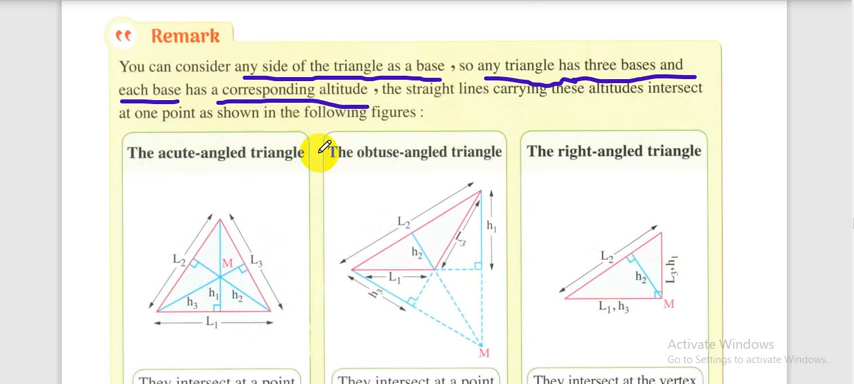 Remark
You can consider any side of the triangle as a base , so any triangle has three bases and
each base has a corresponding altitude , the straight lines carrying these altitudes intersect
at one point as shown in the following figures :
The acute-angled triangle
L2
M
L3
h3
h1
h2
L1
The obtuse-angled triangle
L2
h1
L3
h2
L1
h3
M
The right-angled triangle
L2
h2
L3,h1
L1,h3
M
Activate Windows
Go to Settings to activate Windows.
They intersect at a point
They intersect at a point
They intersect at the vertex